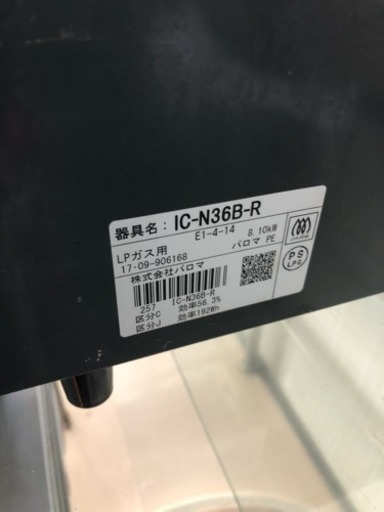 器具名: IC-N36B-R
E1-4-14 8.10kW
LPガス用 パロマ PE
17·09-906168
株式会社パロマ
IC-N36B-R
257
区分C 効率56.3%
区分J 効率192Wh
PS
LPG